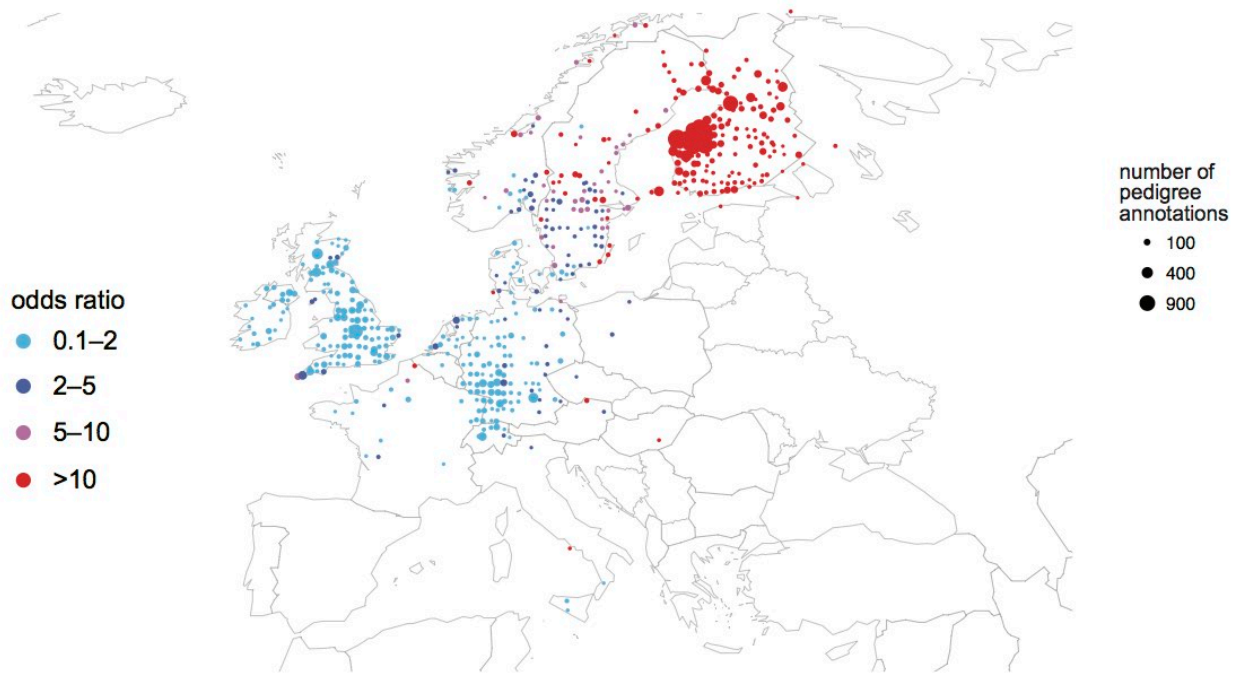 odds ratio
0.1–2
2–5
5–10
>10
number of
pedigree
annotations
100
400
900